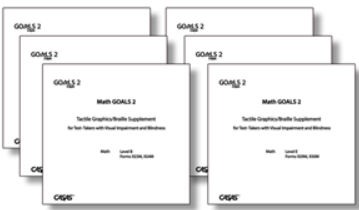 GOALS 2
GOALS 2
GOALS 2
Math GOALS 2
Tactile Graphics/Braille Supplement
for Test-Takers with Visual Impairment and Blindness
Math Level B
CASAS
GOALS 2
GOALS 2
GOALS 2
Math GOALS 2
Tactile Graphics/Braille Supplement
for Test-Takers with Visual Impairment and Blindness
Math Level E
CASAS